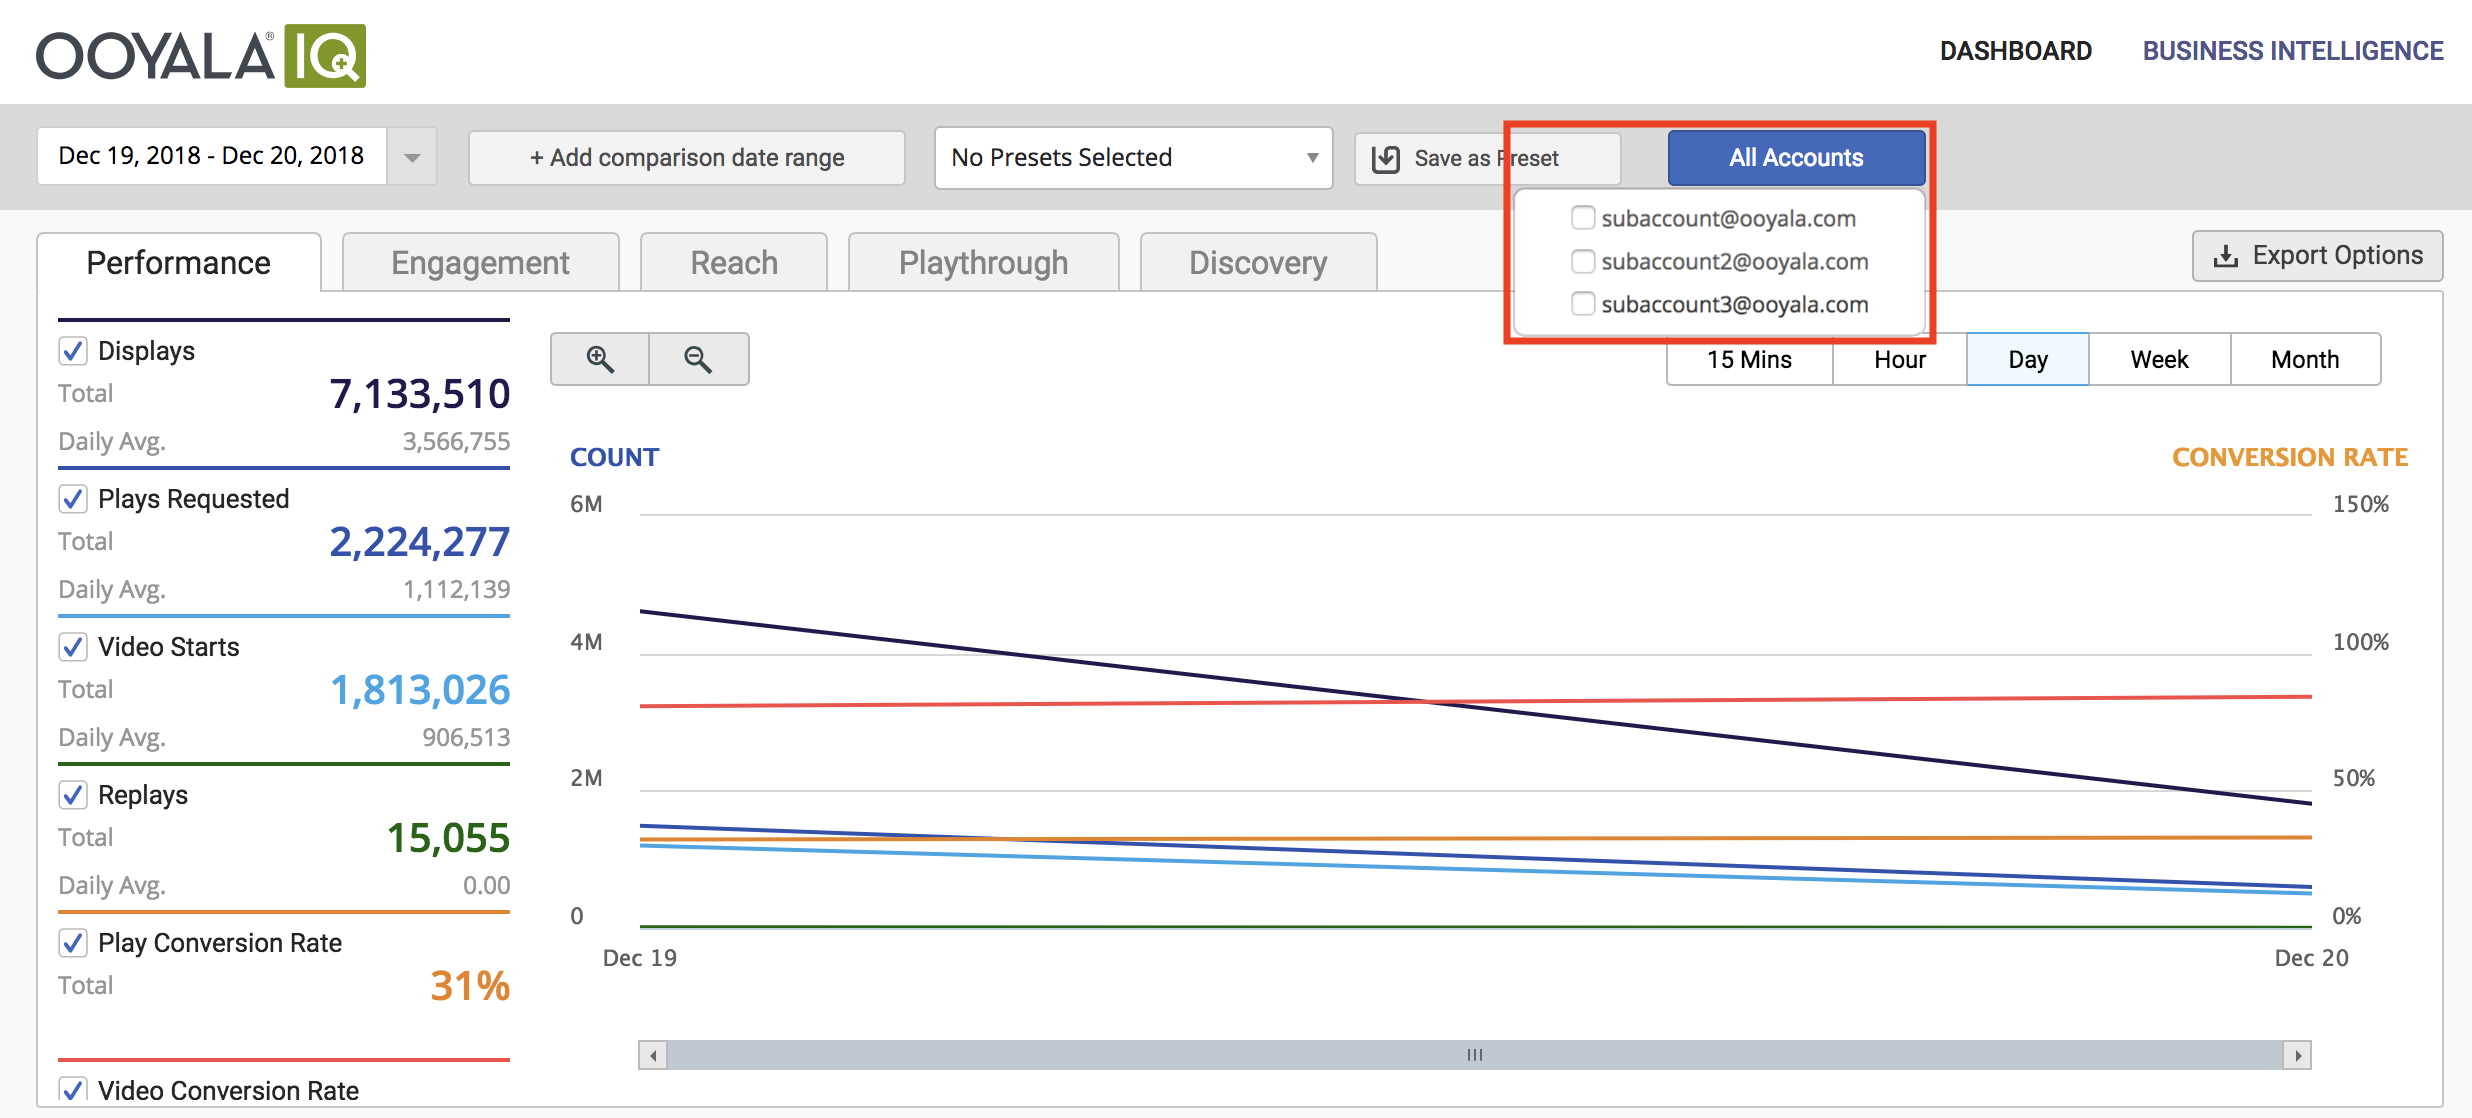 OOYALA® IQ
DASHBOARD
BUSINESS INTELLIGENCE
Dec 19, 2018 - Dec 20, 2018
+ Add comparison date range
No Presets Selected
Save as Preset
All Accounts
subaccount@ooyala.com
subaccount2@ooyala.com
subaccount3@ooyala.com
Performance
Engagement
Reach
Playthrough
Discovery
Export Options
Displays
Total 7,133,510
Daily Avg. 3,566,755
Plays Requested
Total 2,224,277
Daily Avg. 1,112,139
Video Starts
Total 1,813,026
Daily Avg. 906,513
Replays
Total 15,055
Daily Avg. 0.00
Play Conversion Rate
Total 31%
Video Conversion Rate
15 Mins
Hour
Day
Week
Month
COUNT
CONVERSION RATE
6M
150%
4M
100%
2M
50%
0
0%
Dec 19
Dec 20